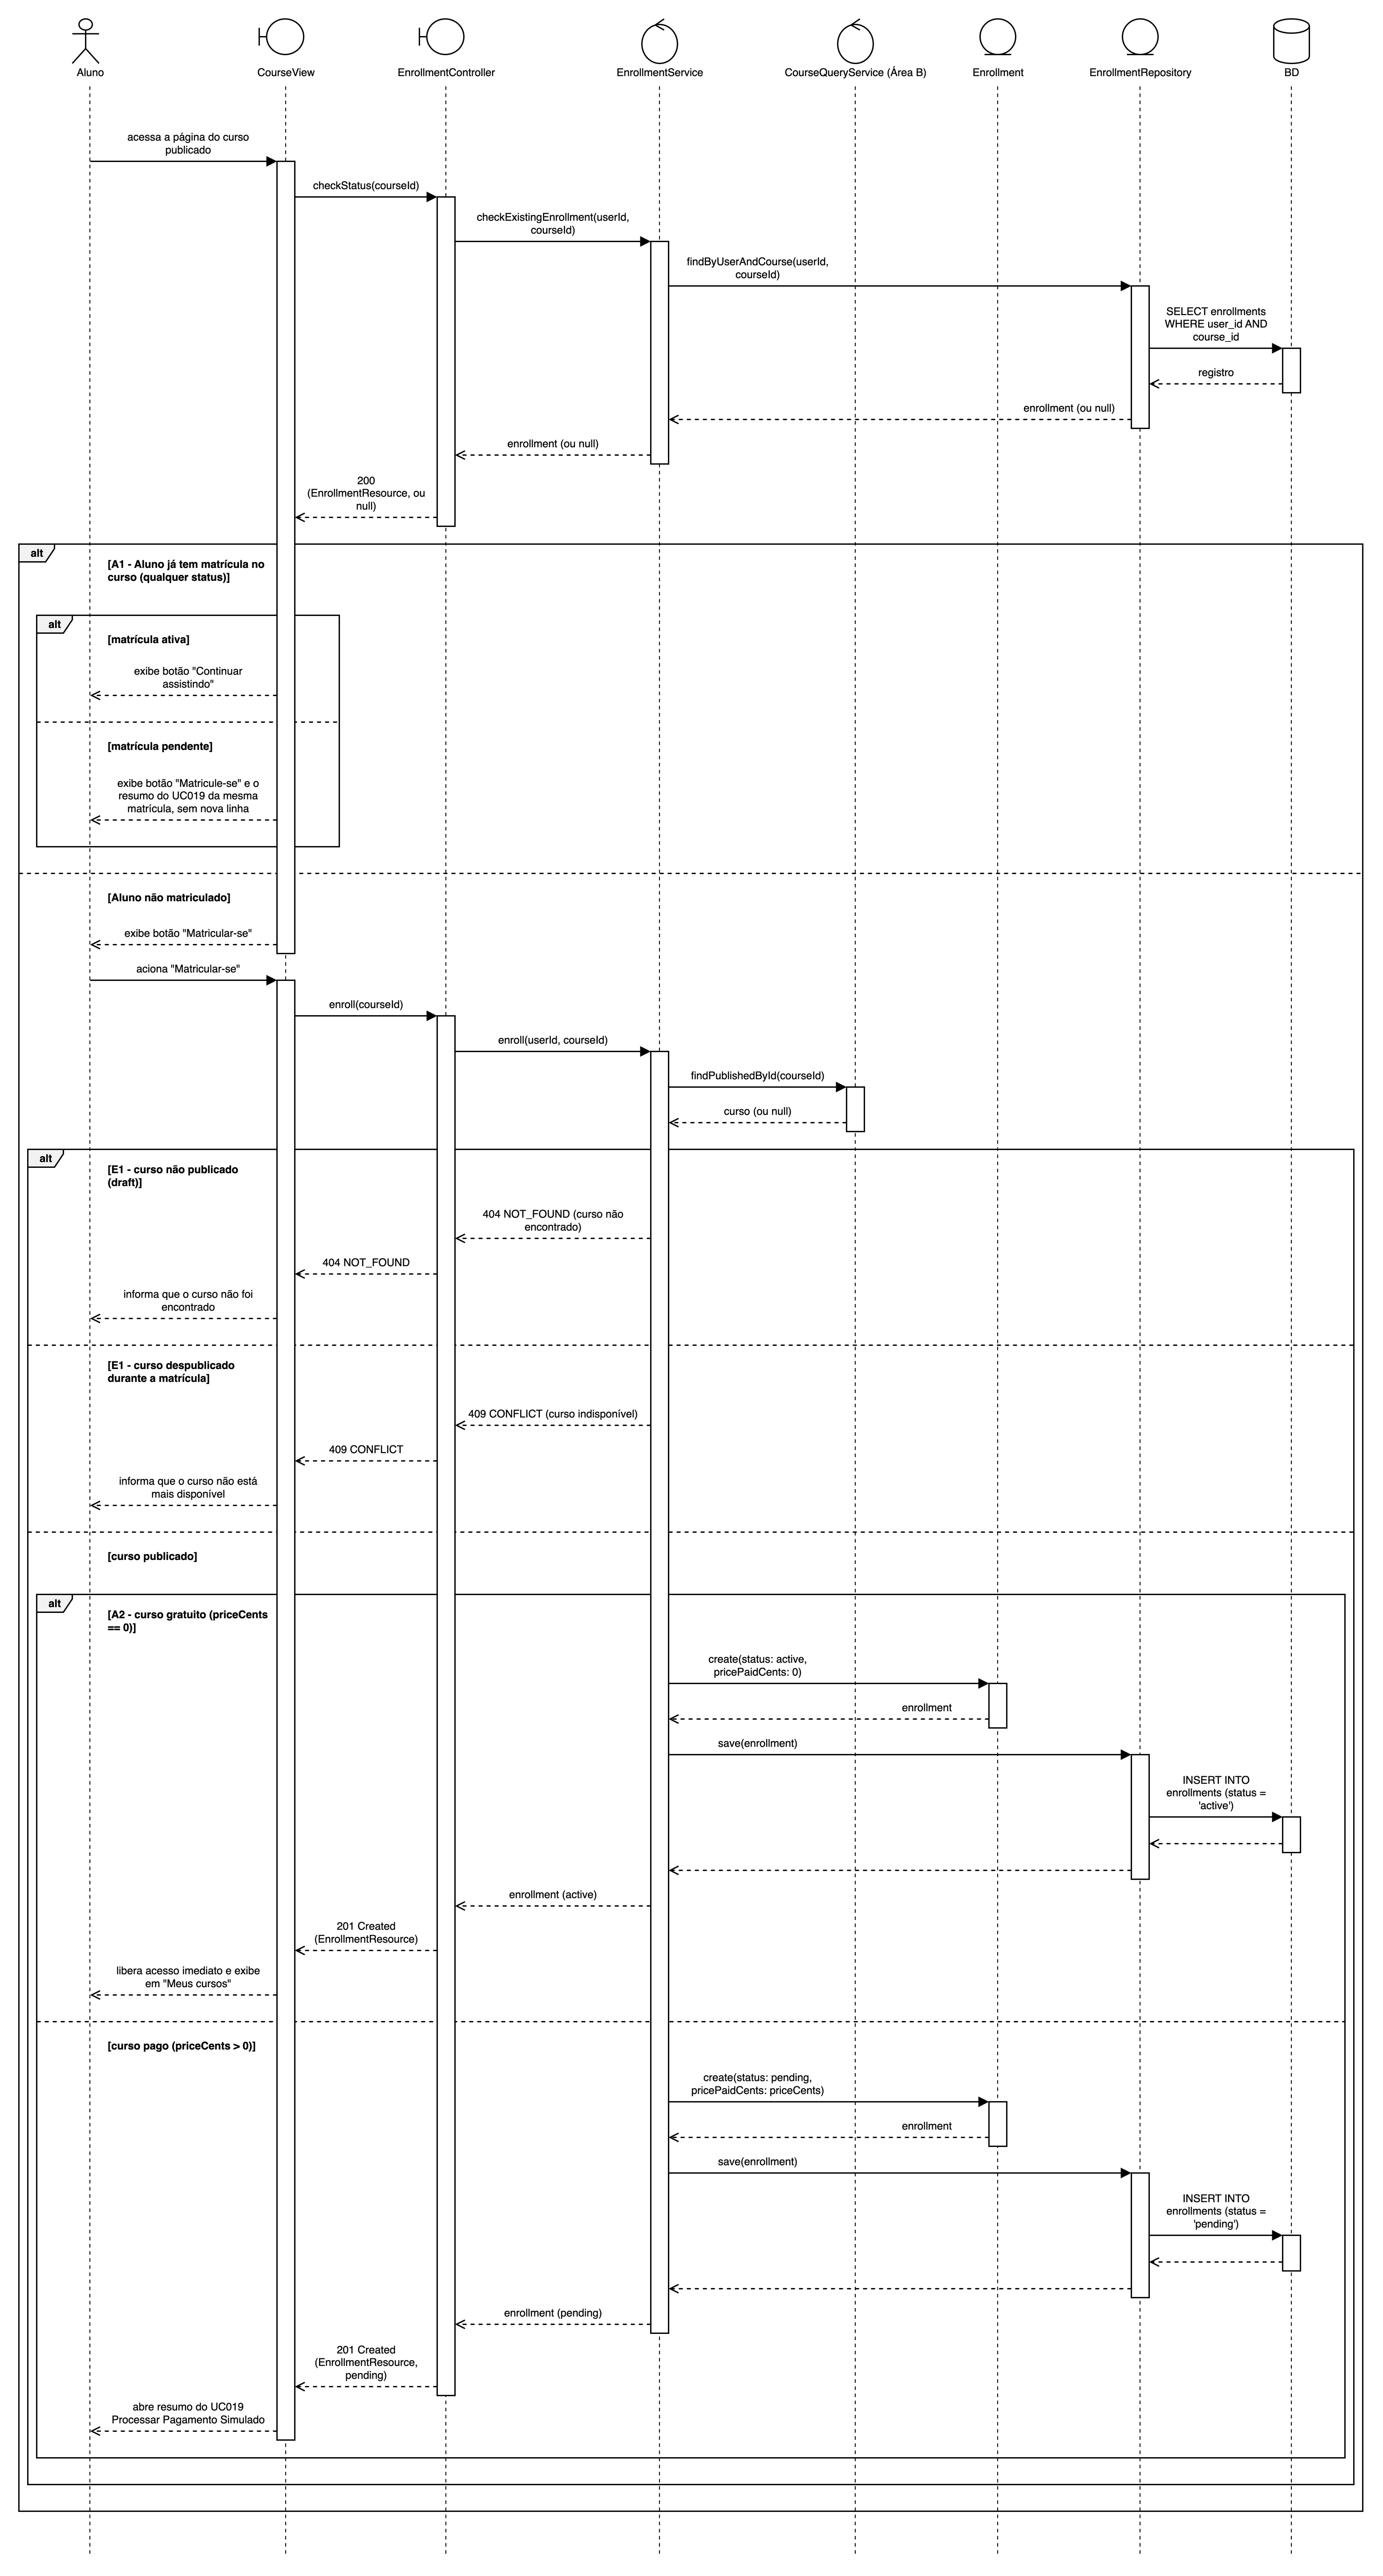 Aluno
CourseView
EnrollmentController
EnrollmentService
CourseQueryService (Área B)
Enrollment
EnrollmentRepository
BD
acessa a página do curso
publicado
checkStatus(courseId)
checkExistingEnrollment(userId,
courseId)
findByUserAndCourse(userId,
courseId)
SELECT enrollments
WHERE user_id AND
course_id
registro
enrollment (ou null)
enrollment (ou null)
200
(EnrollmentResource, ou
null)
alt
[A1 - Aluno já tem matrícula no
curso (qualquer status)]
alt
[matrícula ativa]
exibe botão "Continuar
assistindo"
[matrícula pendente]
exibe botão "Matricule-se" e o
resumo do UC019 da mesma
matrícula, sem nova linha
[Aluno não matriculado]
exibe botão "Matricular-se"
aciona "Matricular-se"
enroll(courseId)
enroll(userId, courseId)
findPublishedById(courseId)
curso (ou null)
alt
[E1 - curso não publicado
(draft)]
404 NOT_FOUND (curso não
encontrado)
404 NOT_FOUND
informa que o curso não foi
encontrado
[E1 - curso despublicado
durante a matrícula]
409 CONFLICT (curso indisponível)
409 CONFLICT
informa que o curso não está
mais disponível
[curso publicado]
alt
[A2 - curso gratuito (priceCents
== 0)]
create(status: active,
pricePaidCents: 0)
enrollment
save(enrollment)
INSERT INTO
enrollments (status =
'active')
enrollment (active)
201 Created
(EnrollmentResource)
libera acesso imediato e exibe
em "Meus cursos"
[curso pago (priceCents > 0)]
create(status: pending,
pricePaidCents: priceCents)
enrollment
save(enrollment)
INSERT INTO
enrollments (status =
'pending')
enrollment (pending)
201 Created
(EnrollmentResource,
pending)
abre resumo do UC019
Processar Pagamento Simulado